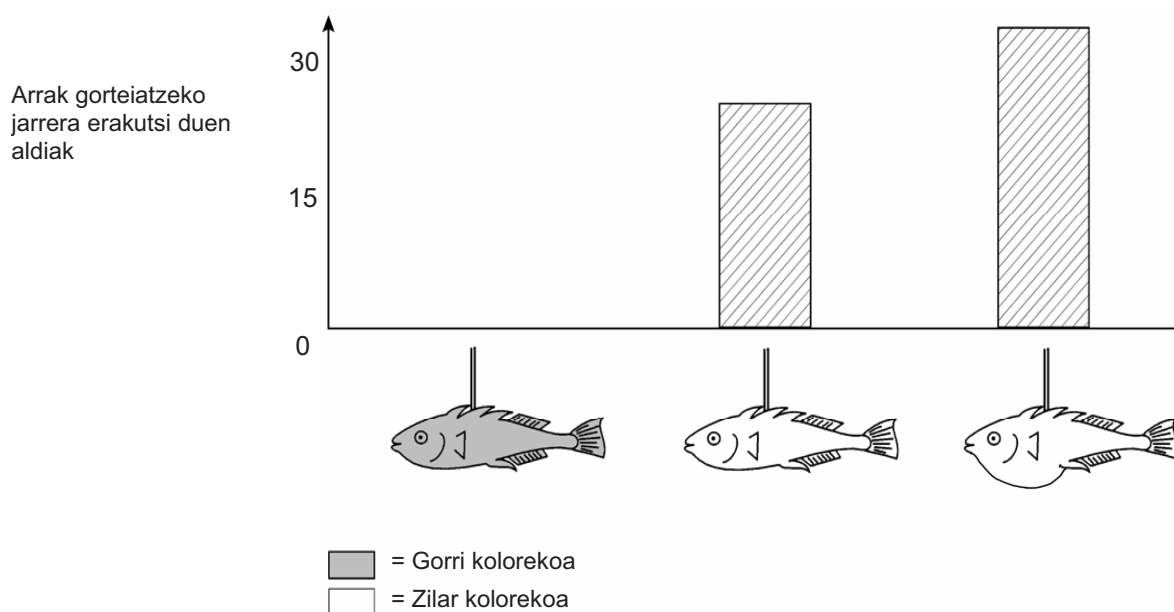 30
Arrak gorteiatzeko
jarrera erakutsi duen
aldiak
15
0
= Gorri kolorekoa
= Zilar kolorekoa